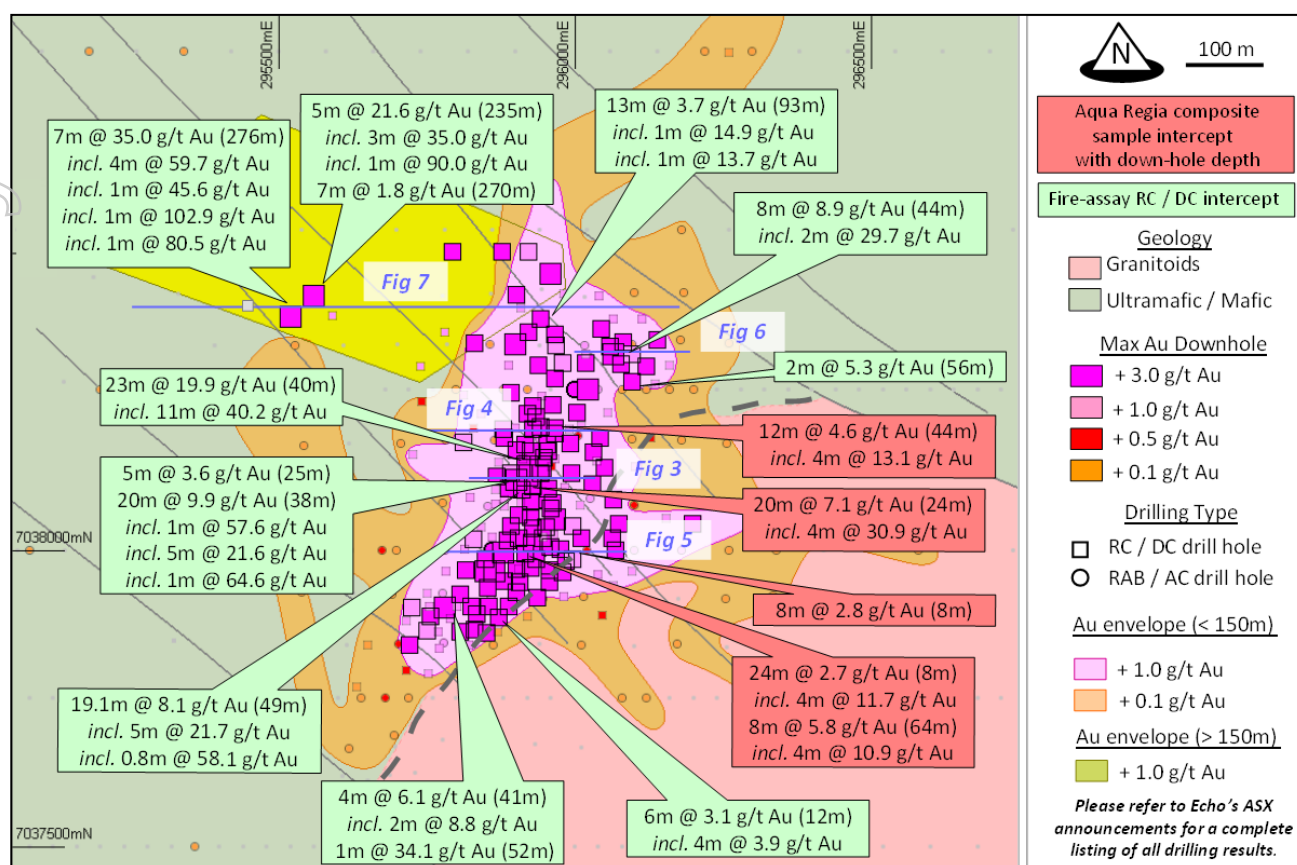 295500mE
296000mE
296500mE
7m @ 35.0 g/t Au (276m)
incl. 4m @ 59.7 g/t Au
incl. 1m @ 45.6 g/t Au
incl. 1m @ 102.9 g/t Au
incl. 1m @ 80.5 g/t Au
5m @ 21.6 g/t Au (235m)
incl. 3m @ 35.0 g/t Au
incl. 1m @ 90.0 g/t Au
7m @ 1.8 g/t Au (270m)
13m @ 3.7 g/t Au (93m)
incl. 1m @ 14.9 g/t Au
incl. 1m @ 13.7 g/t Au
8m @ 8.9 g/t Au (44m)
incl. 2m @ 29.7 g/t Au
Fig 7
Fig 6
2m @ 5.3 g/t Au (56m)
23m @ 19.9 g/t Au (40m)
incl. 11m @ 40.2 g/t Au
Fig 4
12m @ 4.6 g/t Au (44m)
incl. 4m @ 13.1 g/t Au
Fig 3
5m @ 3.6 g/t Au (25m)
20m @ 9.9 g/t Au (38m)
incl. 1m @ 57.6 g/t Au
incl. 5m @ 21.6 g/t Au
incl. 1m @ 64.6 g/t Au
20m @ 7.1 g/t Au (24m)
incl. 4m @ 30.9 g/t Au
7038000mN
Fig 5
8m @ 2.8 g/t Au (8m)
24m @ 2.7 g/t Au (8m)
incl. 4m @ 11.7 g/t Au
8m @ 5.8 g/t Au (64m)
incl. 4m @ 10.9 g/t Au
19.1m @ 8.1 g/t Au (49m)
incl. 5m @ 21.7 g/t Au
incl. 0.8m @ 58.1 g/t Au
4m @ 6.1 g/t Au (41m)
incl. 2m @ 8.8 g/t Au
1m @ 34.1 g/t Au (52m)
6m @ 3.1 g/t Au (12m)
incl. 4m @ 3.9 g/t Au
7037500mN
N
100 m
Aqua Regia composite
sample intercept
with down-hole depth
Fire-assay RC / DC intercept
Geology
Granitoids
Ultramafic / Mafic
Max Au Downhole
+ 3.0 g/t Au
+ 1.0 g/t Au
+ 0.5 g/t Au
+ 0.1 g/t Au
Drilling Type
RC / DC drill hole
RAB / AC drill hole
Au envelope (< 150m)
+ 1.0 g/t Au
+ 0.1 g/t Au
Au envelope (> 150m)
+ 1.0 g/t Au
Please refer to Echo's ASX
announcements for a complete
listing of all drilling results.